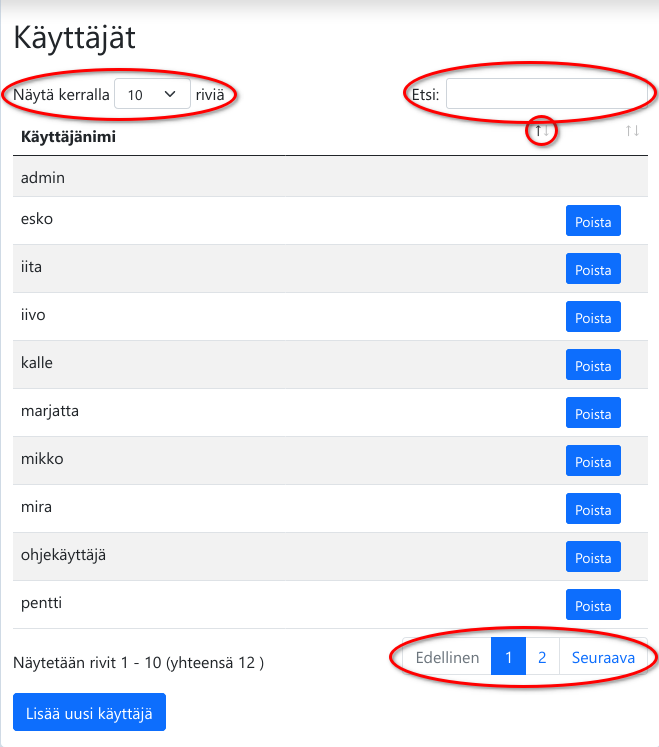 Käyttäjät
Näytä kerralla 10 riviä Etsi:
Käyttäjänimi
admin
esko Poista
iita Poista
iivo Poista
kalle Poista
marjatta Poista
mikko Poista
mira Poista
ohjekäyttäjä Poista
pentti Poista
Näytetään rivit 1 - 10 (yhteensä 12 ) Edellinen 1 2 Seuraava
Lisää uusi käyttäjä